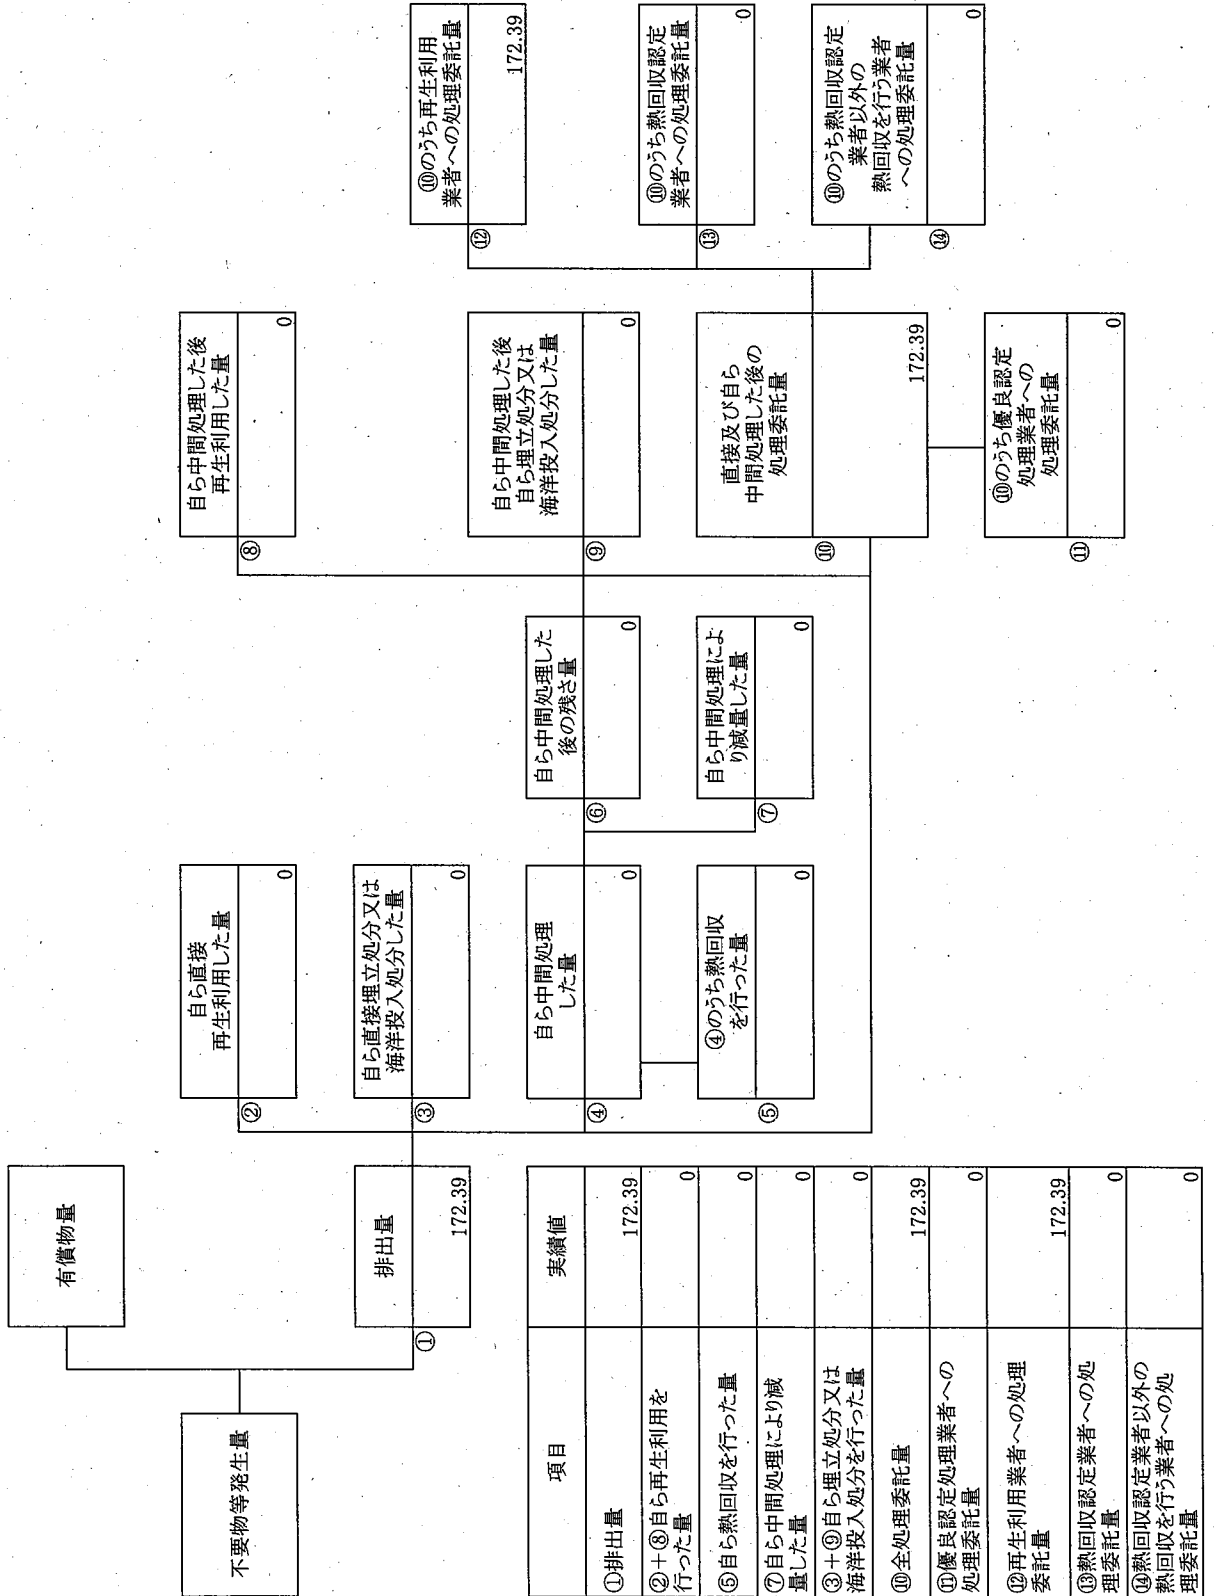 不要物等発生量
有償物量
排出量
①
172.39
自ら直接
再生利用した量
②
0
自ら直接埋立処分又は
海洋投入処分した量
③
0
自ら中間処理
した量
④
0
④のうち熱回収
を行った量
⑤
0
自ら中間処理した
後の残さ量
⑥
0
自ら中間処理によ
り減量した量
⑦
0
自ら中間処理した後
再生利用した量
⑧
0
自ら中間処理した後
自ら埋立処分又は
海洋投入処分した量
⑨
0
直接及び自ら
中間処理した後の
処理委託量
⑩
172.39
⑩のうち優良認定
処理業者への
処理委託量
⑪
0
⑩のうち再生利用
業者への処理委託量
⑫
172.39
⑩のうち熱回収認定
業者への処理委託量
⑬
0
⑩のうち熱回収認定
業者以外の
熱回収を行う業者
への処理委託量
⑭
0
項目 実績値
①排出量 172.39
②+⑧自ら再生利用を
行った量 0
⑤自ら熱回収を行った量 0
⑦自ら中間処理により減
量した量 0
③+⑨自ら埋立処分又は
海洋投入処分を行った量 0
⑩全処理委託量 172.39
⑪優良認定処理業者への
処理委託量 0
⑫再生利用業者への処理
委託量 172.39
⑬熱回収認定業者への処
理委託量 0
⑭熱回収認定業者以外の
熱回収を行う業者への処
理委託量 0